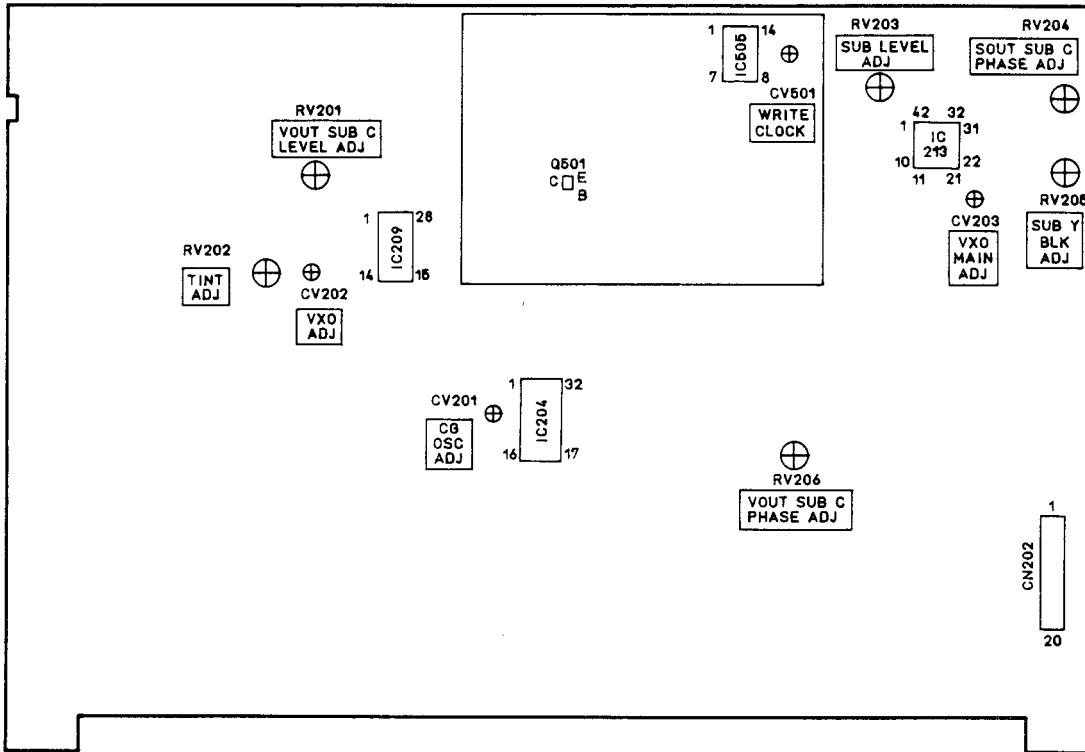 RV203
RV204
1 14
IC505
7 8
SUB LEVEL
ADJ
SOUT SUB C
PHASE ADJ
CV501
WRITE
CLOCK
RV201
VOUT SUB C
LEVEL ADJ
42 32
1 31
IC
213
10 22
11 21
Q501
C E
B
RV205
SUB Y
BLK
ADJ
CV203
VXO
MAIN
ADJ
1 28
IC209
14 15
RV202
TINT
ADJ
CV202
VXO
ADJ
1 32
IC204
16 17
CV201
CG
OSC
ADJ
RV206
VOUT SUB C
PHASE ADJ
1
CN202
20